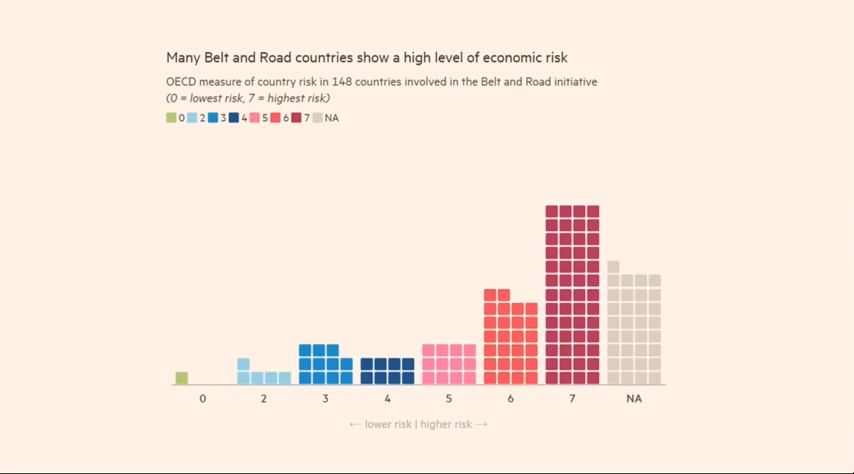 Many Belt and Road countries show a high level of economic risk
OECD measure of country risk in 148 countries involved in the Belt and Road initiative
(0 = lowest risk, 7 = highest risk)
0 2 3 4 5 6 7 NA
0 2 3 4 5 6 7 NA
← lower risk | higher risk →